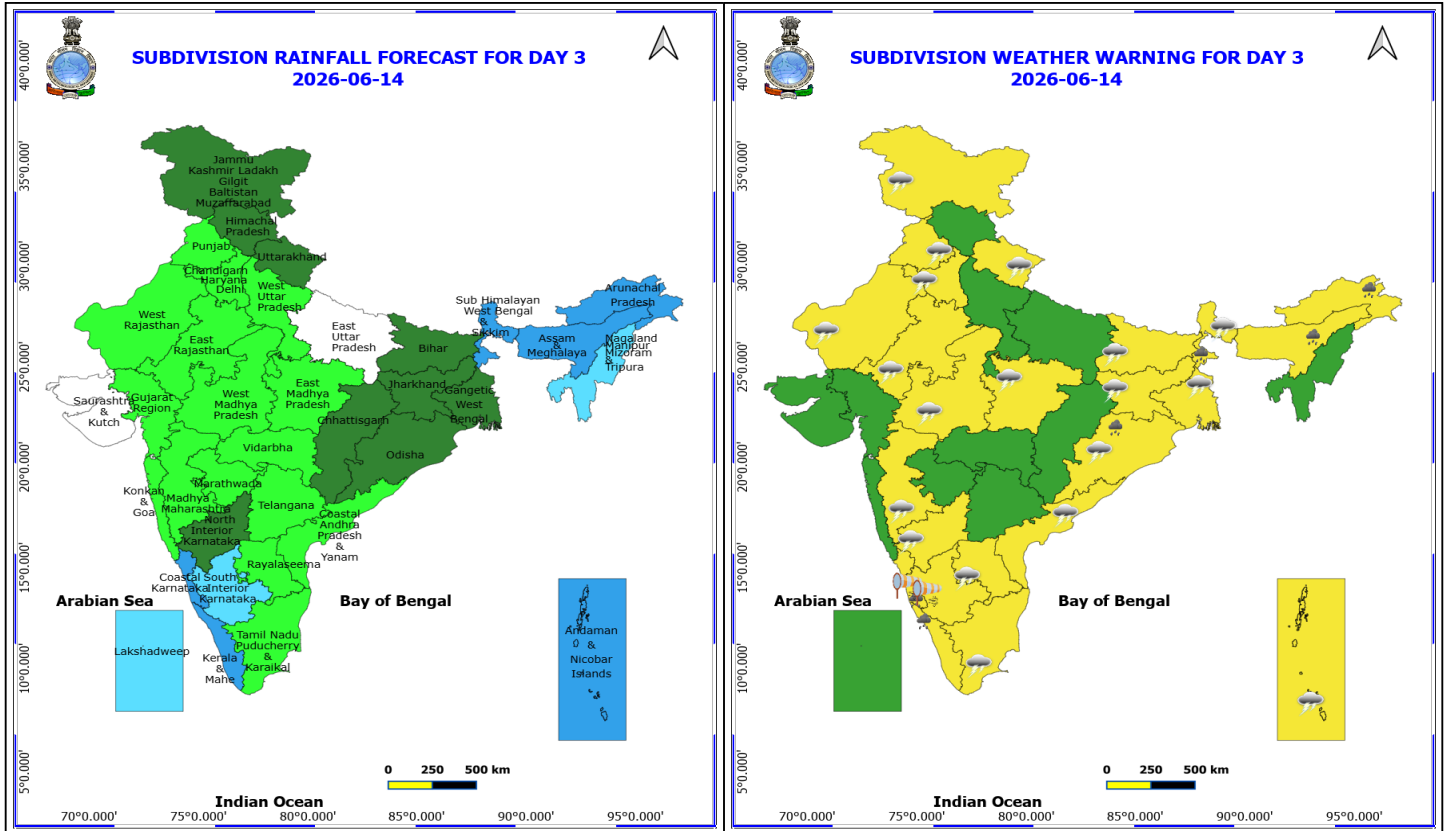 SUBDIVISION RAINFALL FORECAST FOR DAY 3
2026-06-14
40°0.000'
35°0.000'
30°0.000'
25°0.000'
20°0.000'
15°0.000'
10°0.000'
5°0.000'
Jammu
Kashmir Ladakh
Gilgit
Baltistan
Muzaffarabad
Himachal
Pradesh
Punjab
Uttarakhand
Chandigarh
Haryana
Delhi
West
Uttar
Pradesh
West
Rajasthan
East
Rajasthan
East
Uttar
Pradesh
Sub Himalayan
West Bengal
&
Sikkim
Arunachal
Pradesh
Assam
&
Meghalaya
Nagaland
Manipur
Mizoram
&
Tripura
Bihar
Jharkhand
Gangetic
West
Bengal
Saurashtra
&
Kutch
Gujarat
Region
West
Madhya
Pradesh
East
Madhya
Pradesh
Chhattisgarh
Odisha
Vidarbha
Konkan
&
Goa
Madhya
Maharashtra
Marathwada
Telangana
North
Interior
Karnataka
Coastal
Andhra
Pradesh
&
Yanam
Rayalaseema
Coastal
Karnataka
South
Interior
Karnataka
Arabian Sea
Bay of Bengal
Lakshadweep
Kerala
&
Mahe
Tamil Nadu
Puducherry
&
Karaikal
Andaman
&
Nicobar
Islands
0 250 500 km
Indian Ocean
70°0.000' 75°0.000' 80°0.000' 85°0.000' 90°0.000' 95°0.000'
SUBDIVISION WEATHER WARNING FOR DAY 3
2026-06-14
40°0.000'
35°0.000'
30°0.000'
25°0.000'
20°0.000'
15°0.000'
10°0.000'
5°0.000'
Arabian Sea
Bay of Bengal
0 250 500 km
Indian Ocean
70°0.000' 75°0.000' 80°0.000' 85°0.000' 90°0.000' 95°0.000'